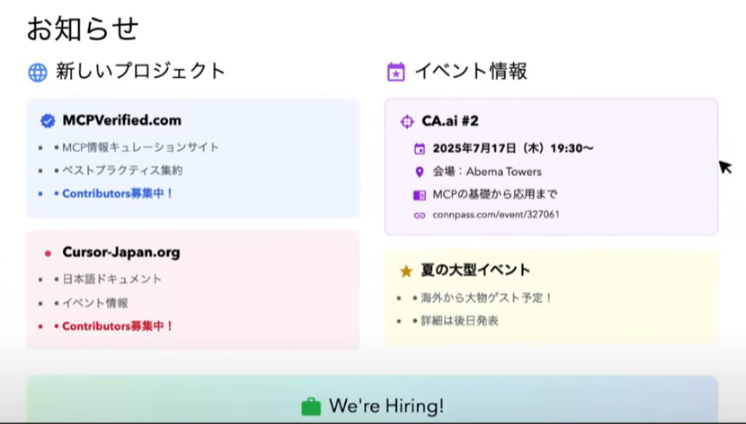 お知らせ
新しいプロジェクト
MCPVerified.com
• MCP情報キュレーションサイト
• ベストプラクティス集約
• Contributors募集中！
Cursor-Japan.org
• 日本語ドキュメント
• イベント情報
• Contributors募集中！
イベント情報
CA.ai #2
2025年7月17日（木）19:30〜
会場：Abema Towers
MCPの基礎から応用まで
connpass.com/event/327061
夏の大型イベント
• 海外から大物ゲスト予定！
• 詳細は後日発表
We're Hiring!